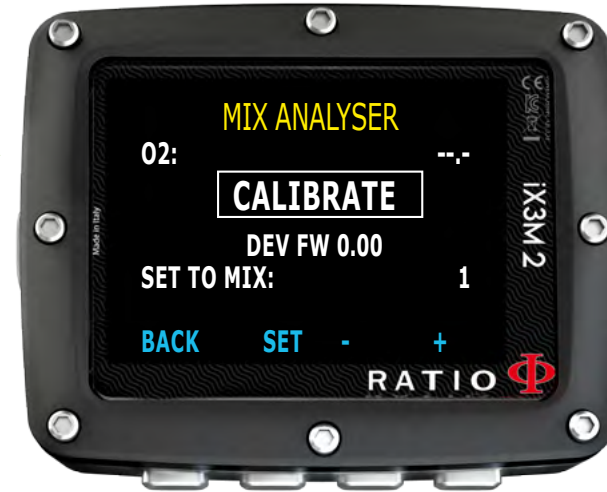 MIX ANALYSER
O2: --.-
CALIBRATE
DEV FW 0.00
SET TO MIX: 1
BACK SET - +
RATIO
iX3M 2
Made in Italy
CE